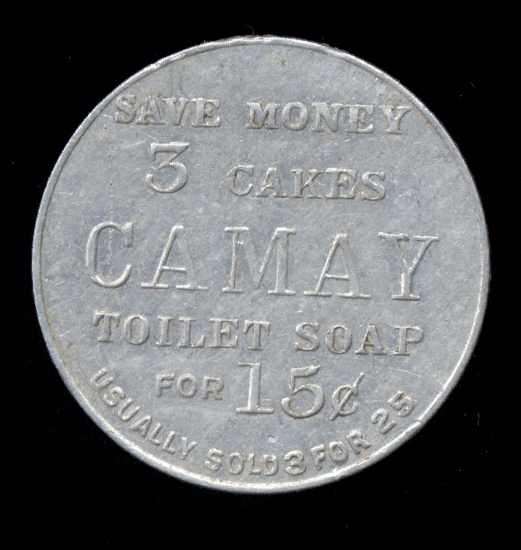 SAVE MONEY
3 CAKES
CAMAY
TOILET SOAP
FOR 15¢
USUALLY SOLD 3 FOR 25